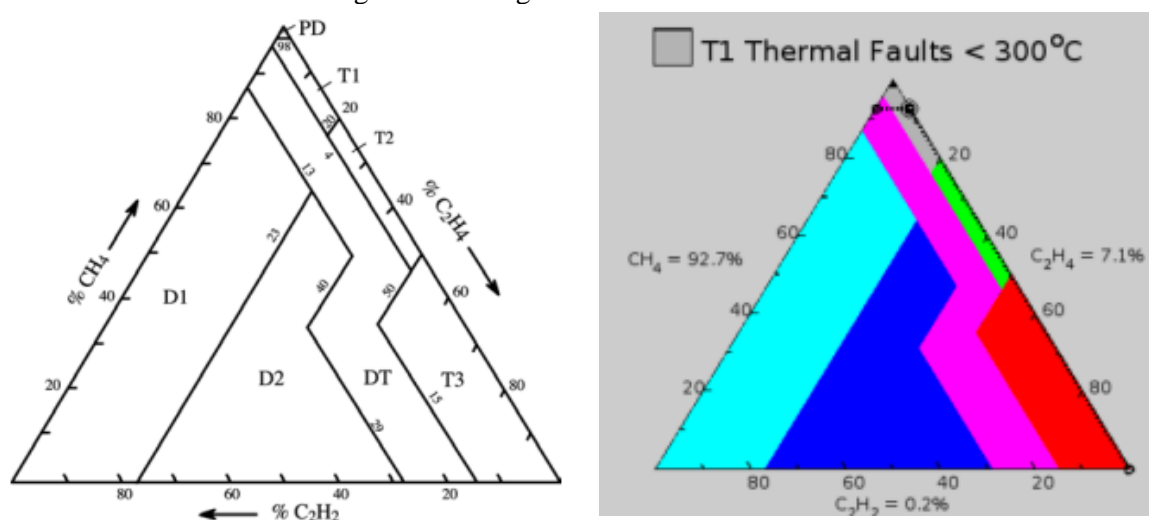 PD
98
T1
20
80
20
T2
4
13
40
% C₂H₄
60
23
% CH₄
40
50
D1
40
60
D2
DT
T3
20
80
29
15
80
60
40
20
% C₂H₂
T1 Thermal Faults < 300°C
80
20
60
40
CH₄ = 92.7%
C₂H₄ = 7.1%
40
60
20
80
80
60
40
20
C₂H₂ = 0.2%